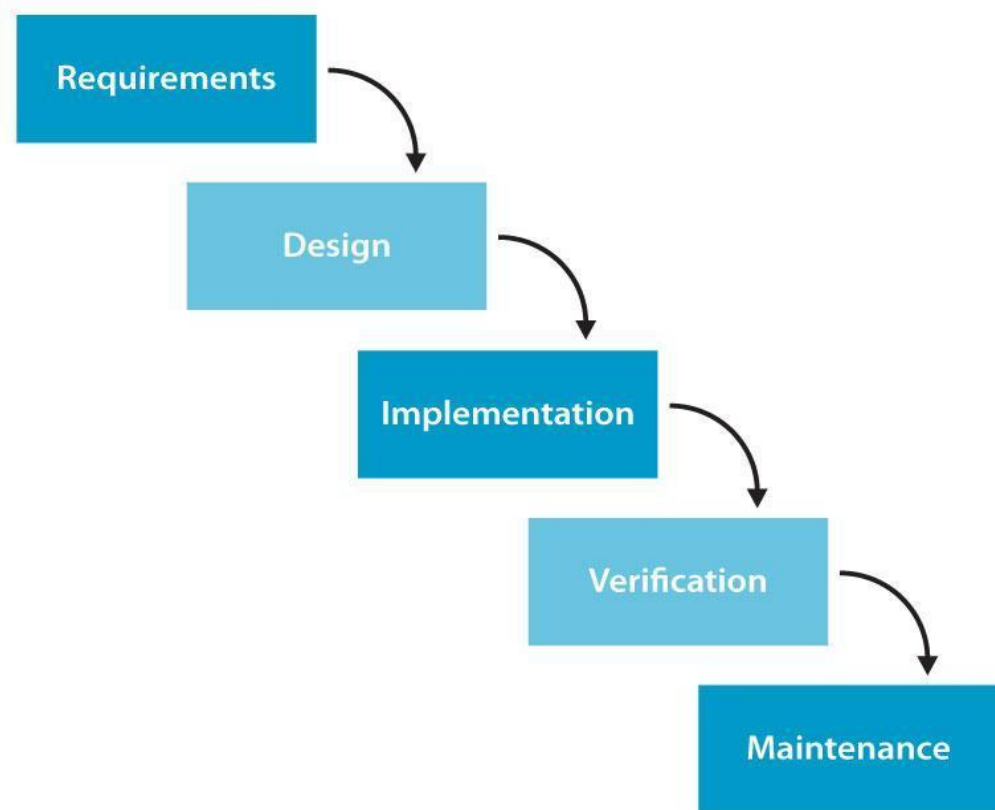 Requirements
Design
Implementation
Verification
Maintenance